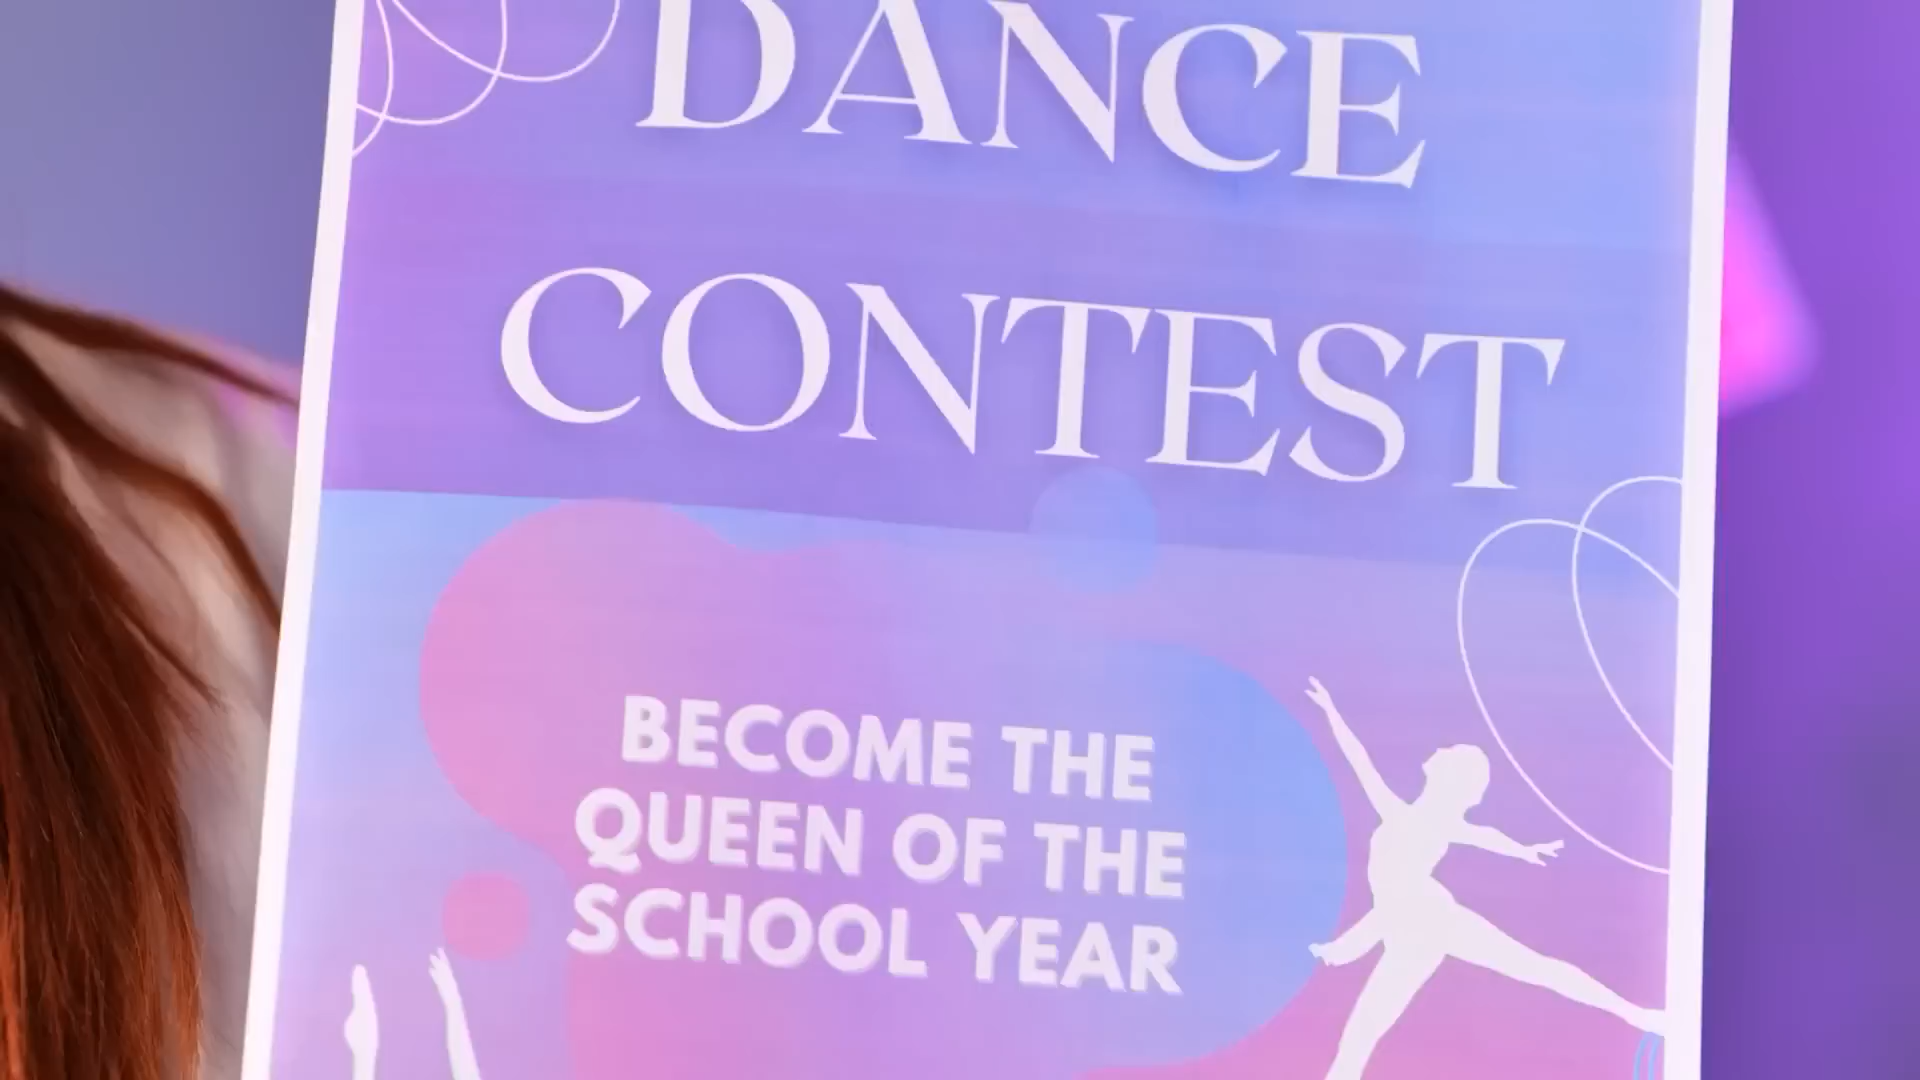 DANCE
CONTEST
BECOME THE
QUEEN OF THE
SCHOOL YEAR